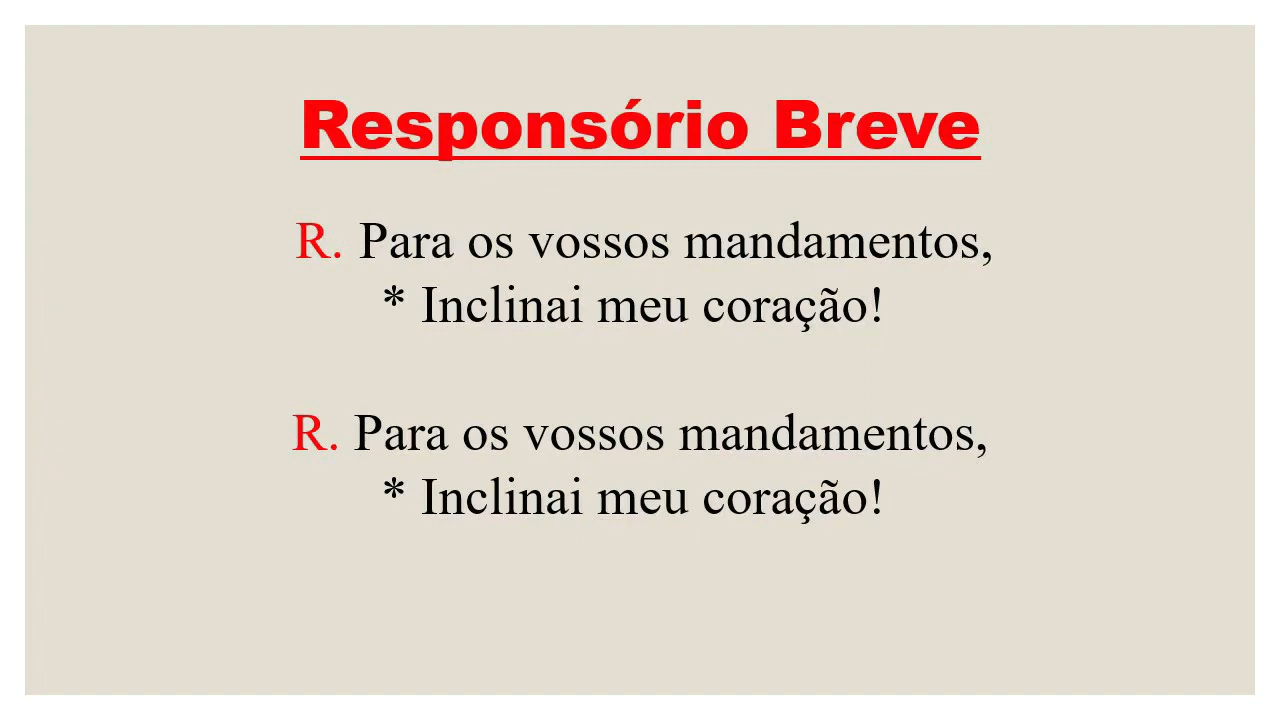 Responsório Breve
R. Para os vossos mandamentos,
* Inclinai meu coração!
R. Para os vossos mandamentos,
* Inclinai meu coração!